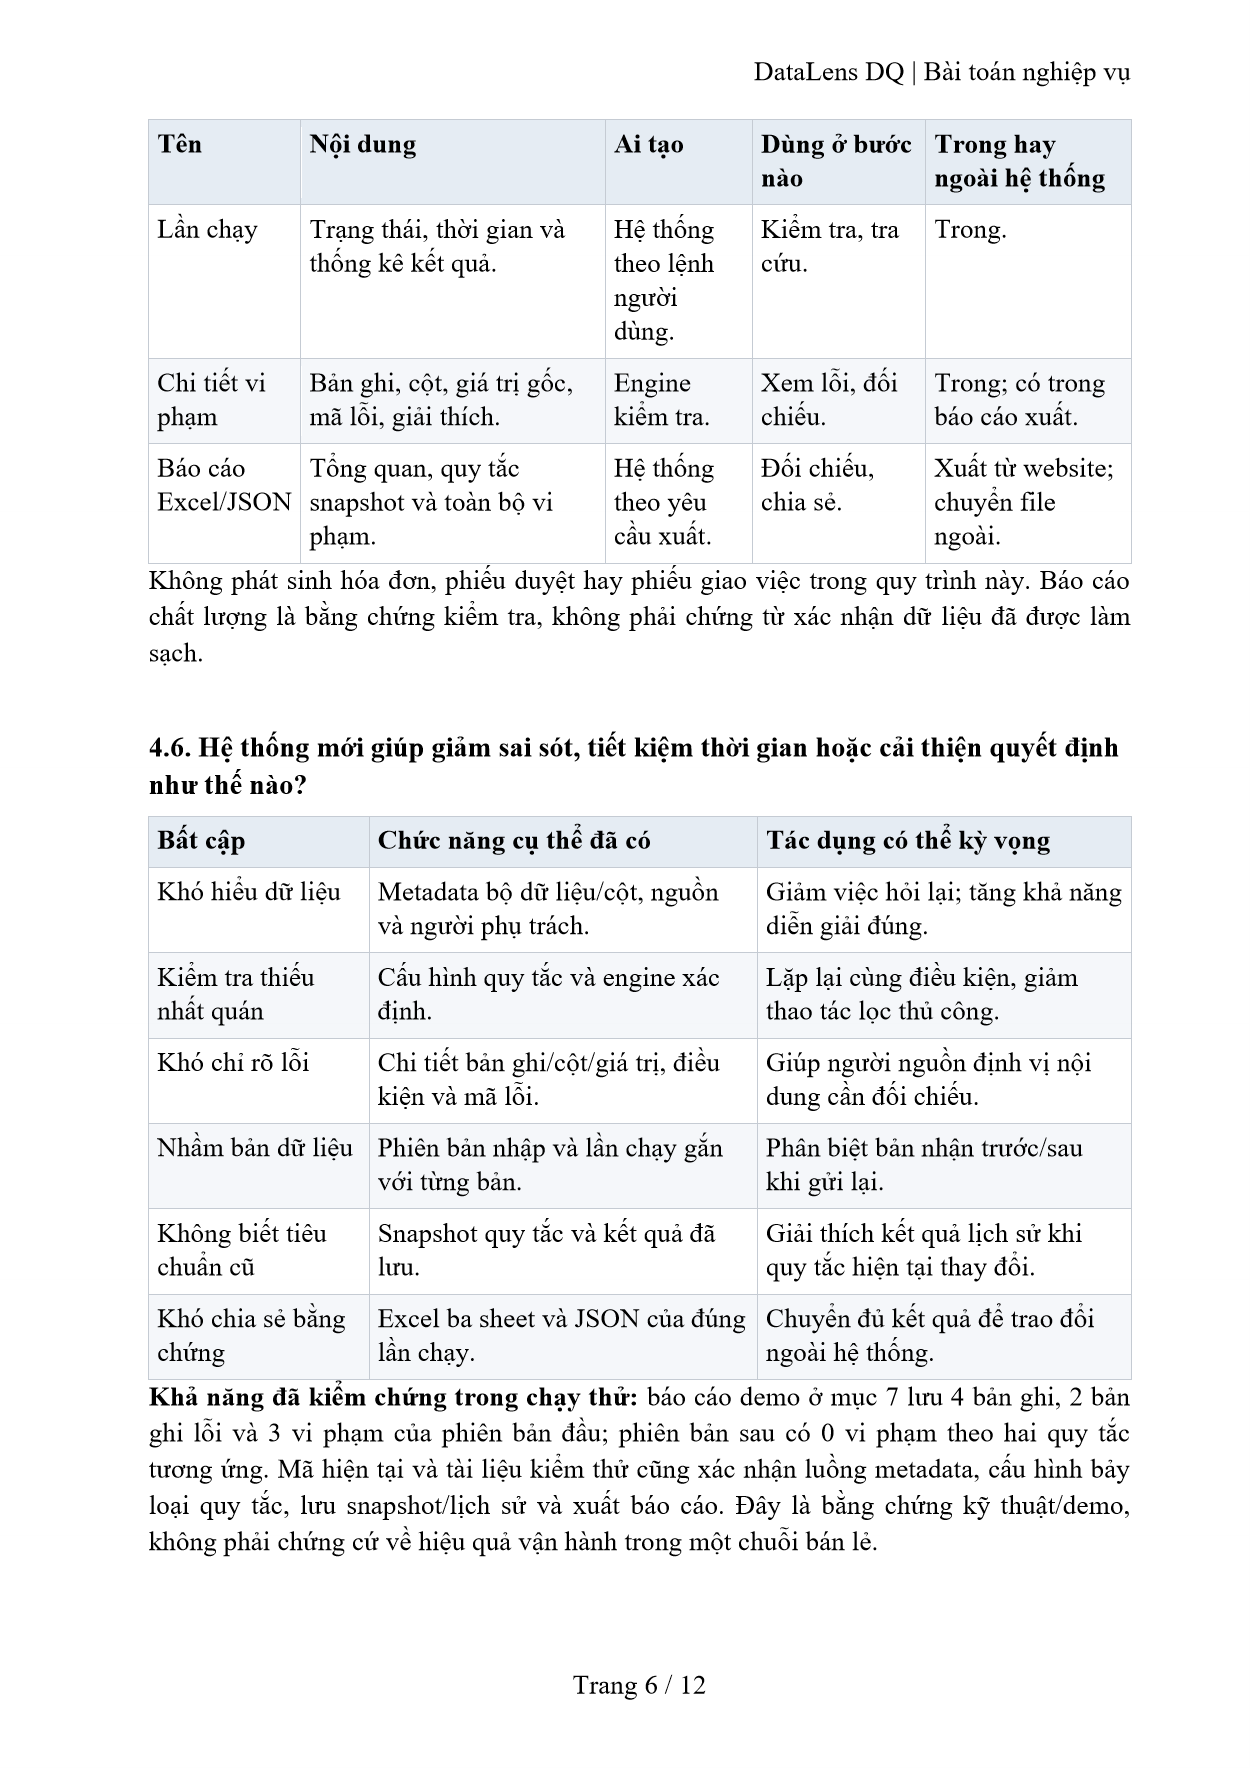 DataLens DQ | Bài toán nghiệp vụ
Tên
Nội dung
Ai tạo
Dùng ở bước
nào
Trong hay
ngoài hệ thống
Lần chạy
Trạng thái, thời gian và
thống kê kết quả.
Hệ thống
theo lệnh
người
dùng.
Kiểm tra, tra
cứu.
Trong.
Chi tiết vi
phạm
Bản ghi, cột, giá trị gốc,
mã lỗi, giải thích.
Engine
kiểm tra.
Xem lỗi, đối
chiếu.
Trong; có trong
báo cáo xuất.
Báo cáo
Excel/JSON
Tổng quan, quy tắc
snapshot và toàn bộ vi
phạm.
Hệ thống
theo yêu
cầu xuất.
Đối chiếu,
chia sẻ.
Xuất từ website;
chuyển file
ngoài.
Không phát sinh hóa đơn, phiếu duyệt hay phiếu giao việc trong quy trình này. Báo cáo
chất lượng là bằng chứng kiểm tra, không phải chứng từ xác nhận dữ liệu đã được làm
sạch.
4.6. Hệ thống mới giúp giảm sai sót, tiết kiệm thời gian hoặc cải thiện quyết định
như thế nào?
Bất cập
Chức năng cụ thể đã có
Tác dụng có thể kỳ vọng
Khó hiểu dữ liệu
Metadata bộ dữ liệu/cột, nguồn
và người phụ trách.
Giảm việc hỏi lại; tăng khả năng
diễn giải đúng.
Kiểm tra thiếu
nhất quán
Cấu hình quy tắc và engine xác
định.
Lặp lại cùng điều kiện, giảm
thao tác lọc thủ công.
Khó chỉ rõ lỗi
Chi tiết bản ghi/cột/giá trị, điều
kiện và mã lỗi.
Giúp người nguồn định vị nội
dung cần đối chiếu.
Nhầm bản dữ liệu
Phiên bản nhập và lần chạy gắn
với từng bản.
Phân biệt bản nhận trước/sau
khi gửi lại.
Không biết tiêu
chuẩn cũ
Snapshot quy tắc và kết quả đã
lưu.
Giải thích kết quả lịch sử khi
quy tắc hiện tại thay đổi.
Khó chia sẻ bằng
chứng
Excel ba sheet và JSON của đúng
lần chạy.
Chuyển đủ kết quả để trao đổi
ngoài hệ thống.
Khả năng đã kiểm chứng trong chạy thử: báo cáo demo ở mục 7 lưu 4 bản ghi, 2 bản
ghi lỗi và 3 vi phạm của phiên bản đầu; phiên bản sau có 0 vi phạm theo hai quy tắc
tương ứng. Mã hiện tại và tài liệu kiểm thử cũng xác nhận luồng metadata, cấu hình bảy
loại quy tắc, lưu snapshot/lịch sử và xuất báo cáo. Đây là bằng chứng kỹ thuật/demo,
không phải chứng cứ về hiệu quả vận hành trong một chuỗi bán lẻ.
Trang 6 / 12